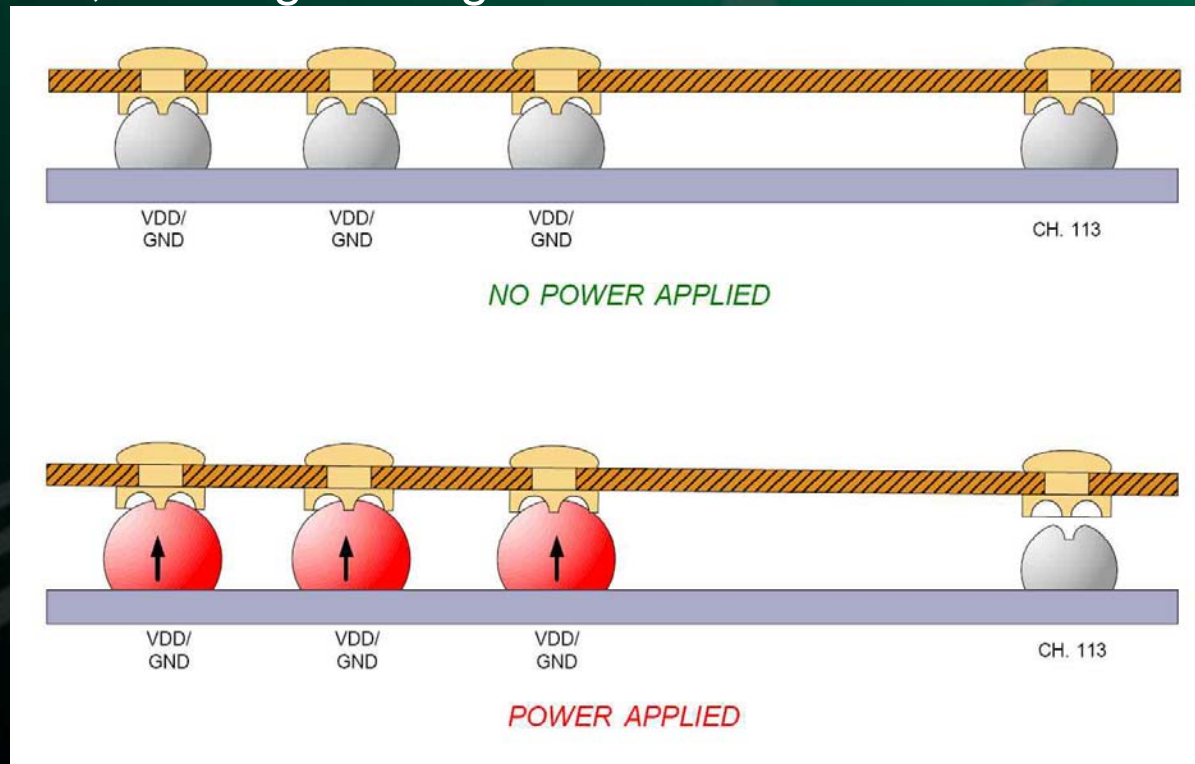 VDD/
GND
VDD/
GND
VDD/
GND
CH. 113
NO POWER APPLIED
VDD/
GND
VDD/
GND
VDD/
GND
CH. 113
POWER APPLIED